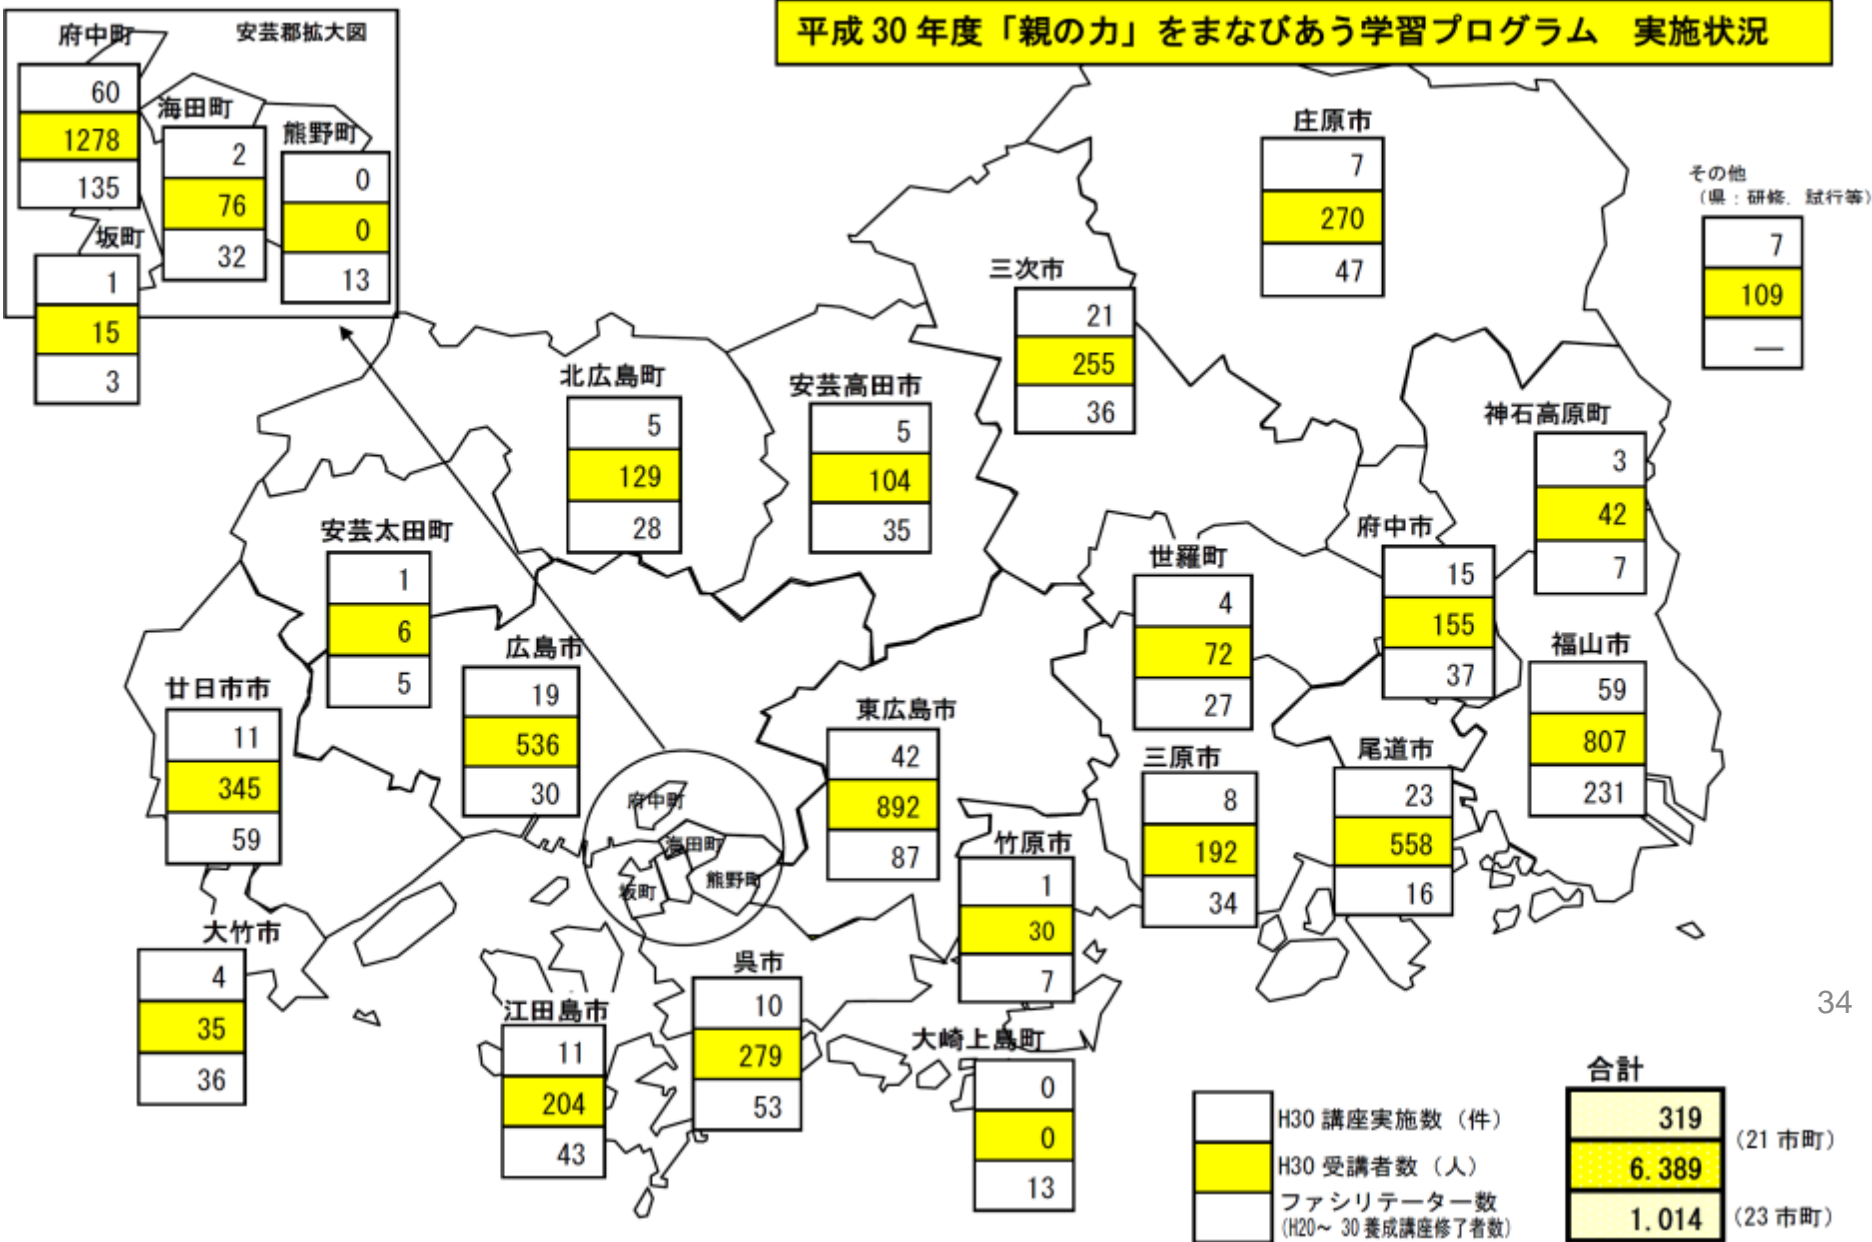 平成30年度「親の力」をまなびあう学習プログラム　実施状況
安芸郡拡大図
府中町
60
1278
135
海田町
2
76
32
熊野町
0
0
13
坂町
1
15
3
庄原市
7
270
47
その他
（県：研修、試行等）
7
109
―
三次市
21
255
36
北広島町
5
129
28
安芸高田市
5
104
35
神石高原町
3
42
7
安芸太田町
1
6
5
世羅町
4
72
27
府中市
15
155
37
福山市
59
807
231
広島市
19
536
30
廿日市市
11
345
59
東広島市
42
892
87
三原市
8
192
34
尾道市
23
558
16
府中町
海田町
坂町
熊野町
竹原市
1
30
7
大竹市
4
35
36
江田島市
11
204
43
呉市
10
279
53
大崎上島町
0
0
13
34
H30 講座実施数（件）
H30 受講者数（人）
ファシリテーター数
(H20～ 30 養成講座修了者数)
合計
319
(21 市町)
6.389
1.014
(23 市町)